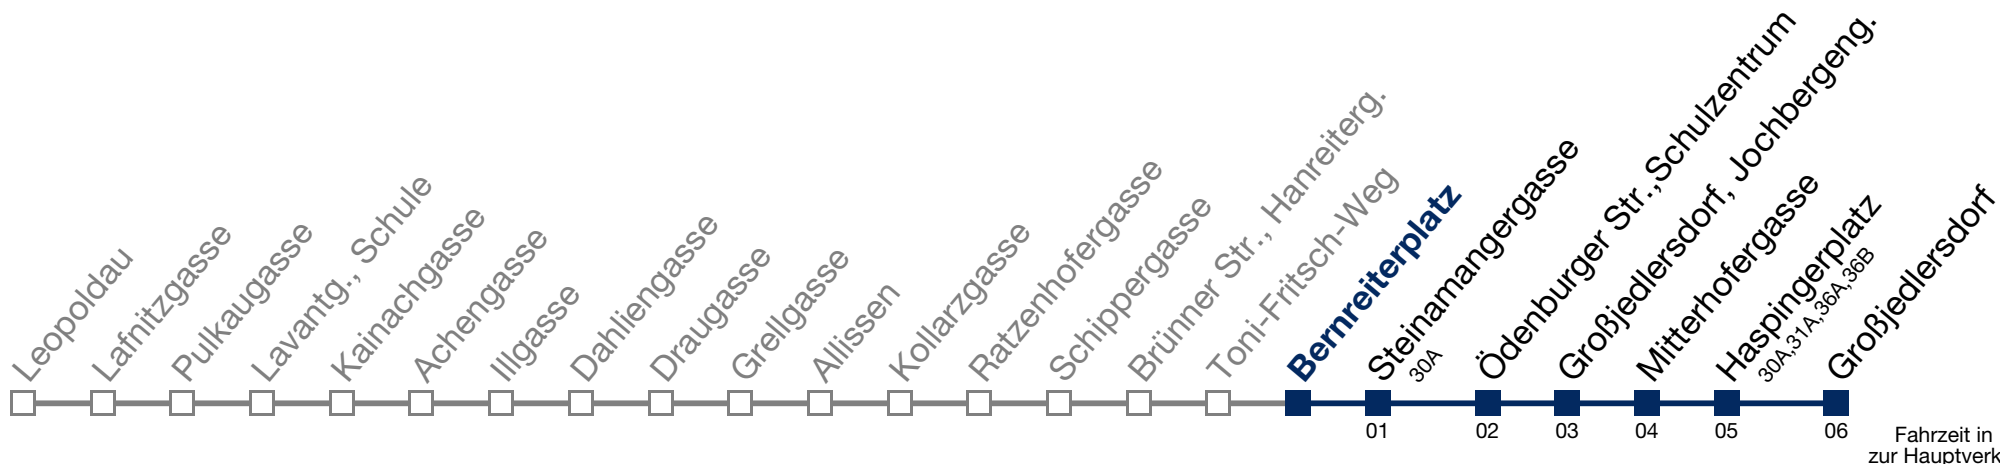 Leopoldau
Lafnitzgasse
Pulkaugasse
Lavantg., Schule
Kainachgasse
Achengasse
Illgasse
Dahliengasse
Draugasse
Grellgasse
Allissen
Kollarzgasse
Ratzenhofergasse
Schippergasse
Brünner Str., Hanreiterg.
Toni-Fritsch-Weg
Bernreiterplatz
Steinamangergasse
30A
Ödenburger Str.,Schulzentrum
Großjedlersdorf, Jochbergeng.
Mitterhofergasse
Haspingerplatz
30A,31A,36A,36B
Großjedlersdorf
01
02
03
04
05
06
Fahrzeit in
zur Hauptverk